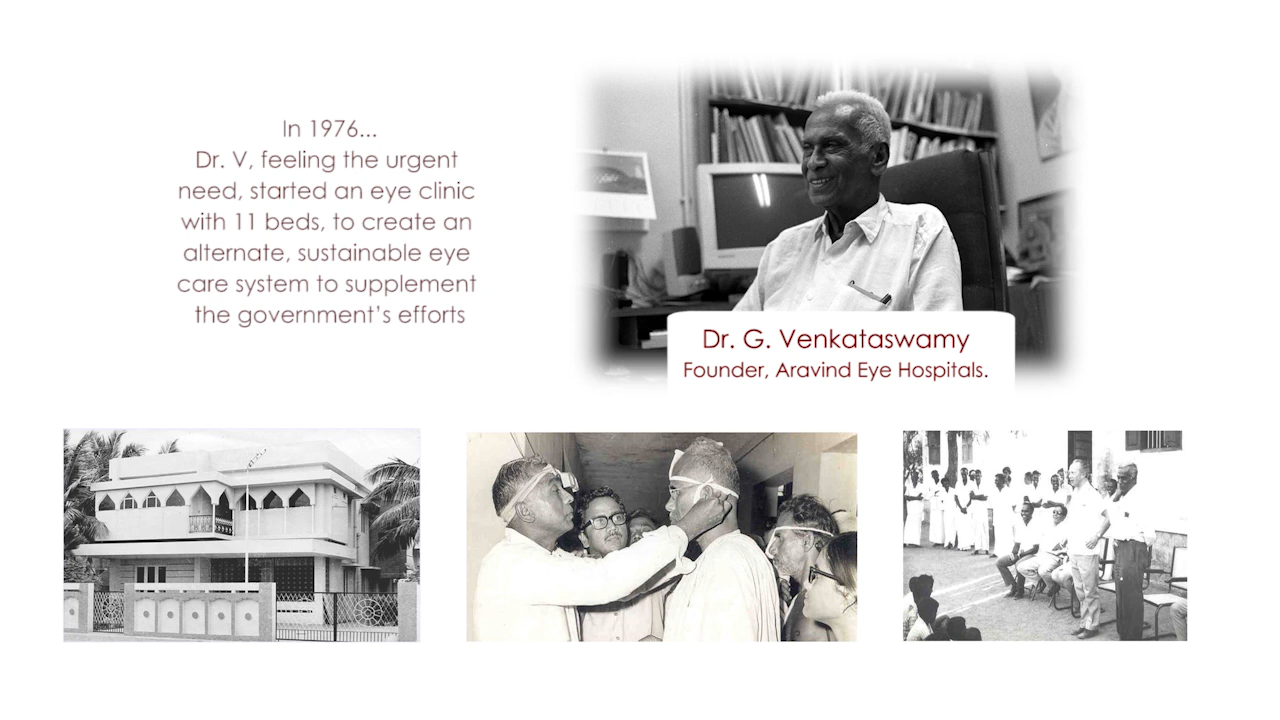 In 1976...
Dr. V, feeling the urgent
need, started an eye clinic
with 11 beds, to create an
alternate, sustainable eye
care system to supplement
the government's efforts
Dr. G. Venkataswamy
Founder, Aravind Eye Hospitals.